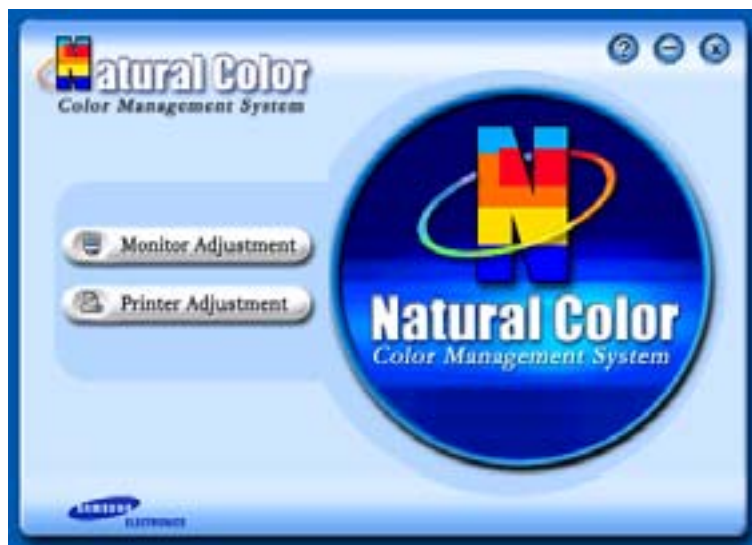 Natural Color
Color Management System
?
Monitor Adjustment
Printer Adjustment
N
Natural Color
Color Management System
SAMSUNG
ELECTRONICS